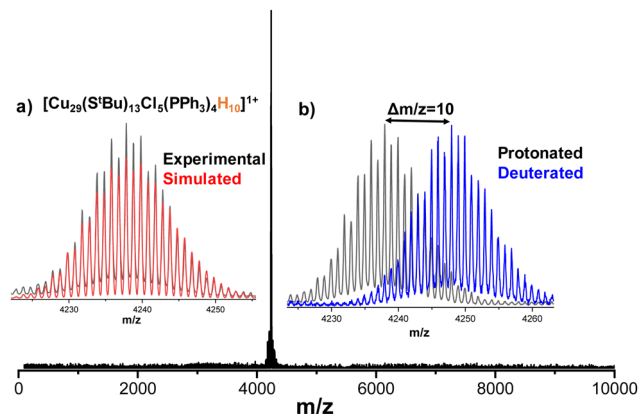 a) [Cu₂₉(SᵗBu)₁₃Cl₅(PPh₃)₄H₁₀]¹⁺
b) Δm/z=10
Experimental
Simulated
Protonated
Deuterated
4230 4240 4250
m/z
4230 4240 4250 4260
m/z
0 2000 4000 6000 8000 10000
m/z